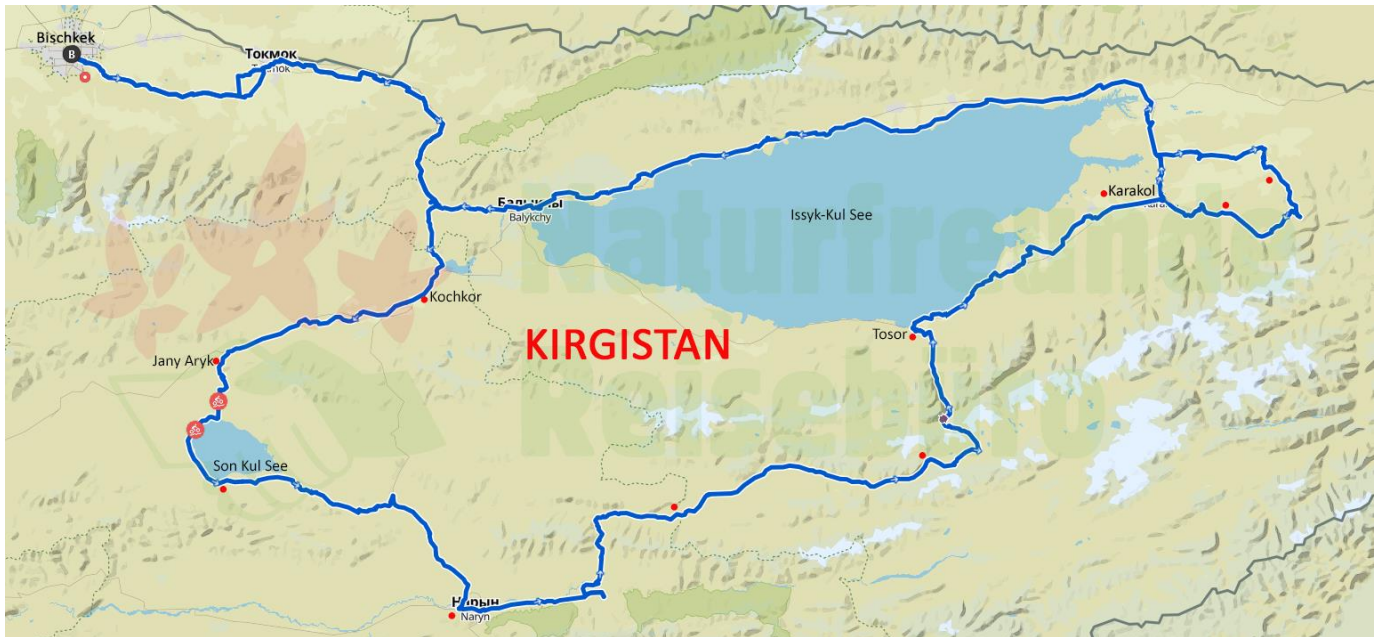 Bischkek
B
Токмок
Балыкчы
Balykchy
Issyk-Kul See
Karakol
Naturfreunde
Kochkor
KIRGISTAN
Tosor
Jany Aryk
Reisebüro
Son Kul See
Нарын
Naryn